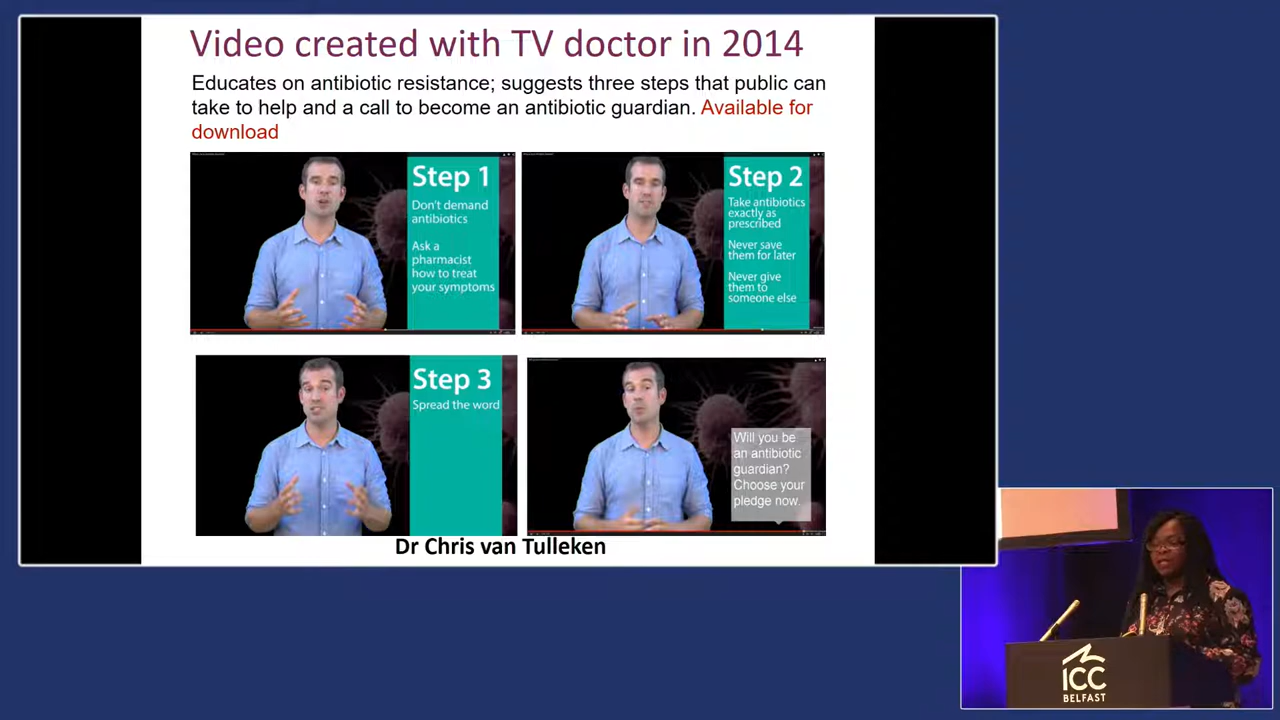 Video created with TV doctor in 2014
Educates on antibiotic resistance; suggests three steps that public can
take to help and a call to become an antibiotic guardian. Available for
download
Step 1
Don't demand
antibiotics
Ask a
pharmacist
how to treat
your symptoms
Step 2
Take antibiotics
exactly as
prescribed
Never save
them for later
Never give
them to
someone else
Step 3
Spread the word
Will you be
an antibiotic
guardian?
Choose your
pledge now.
Dr Chris van Tulleken
ICC
BELFAST